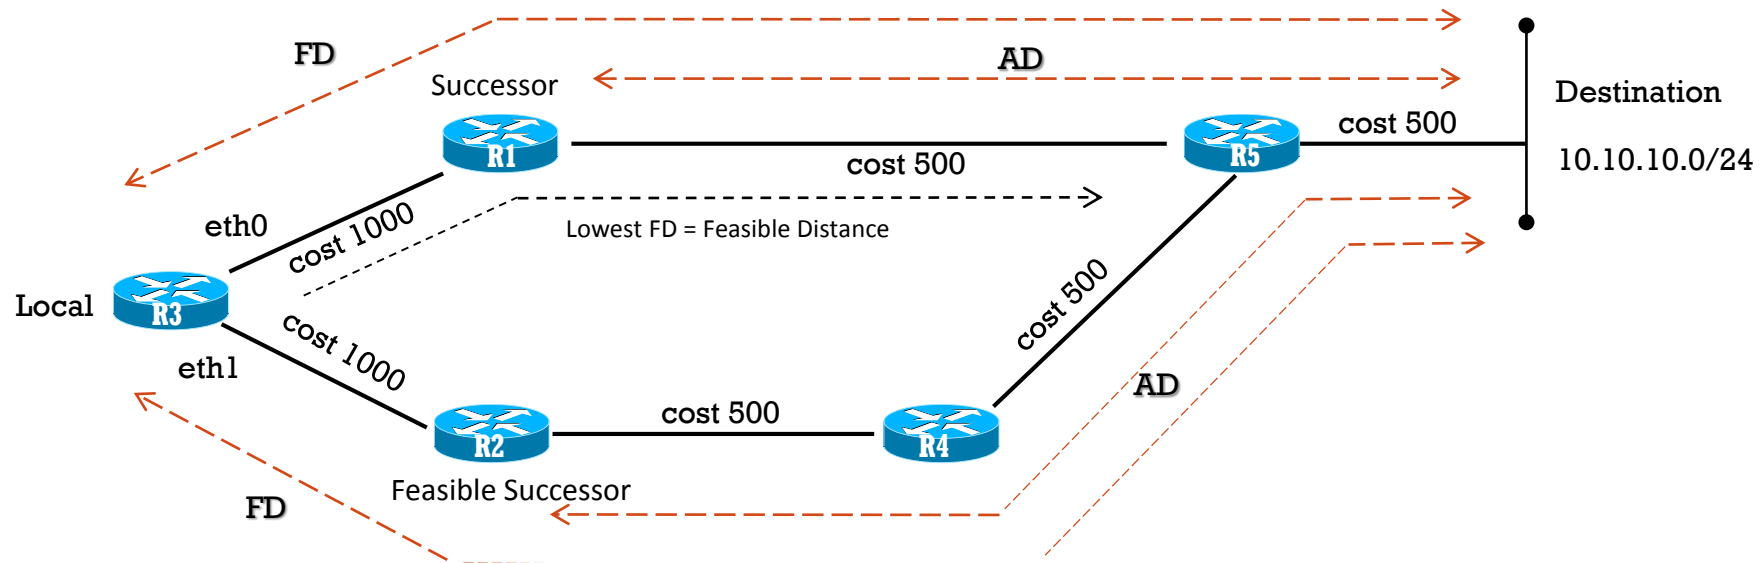 FD
AD
Successor
Destination
cost 500
R1
R5
cost 500
10.10.10.0/24
eth0
cost 1000
Lowest FD = Feasible Distance
Local
R3
cost 1000
cost 500
eth1
AD
cost 500
R2
R4
Feasible Successor
FD